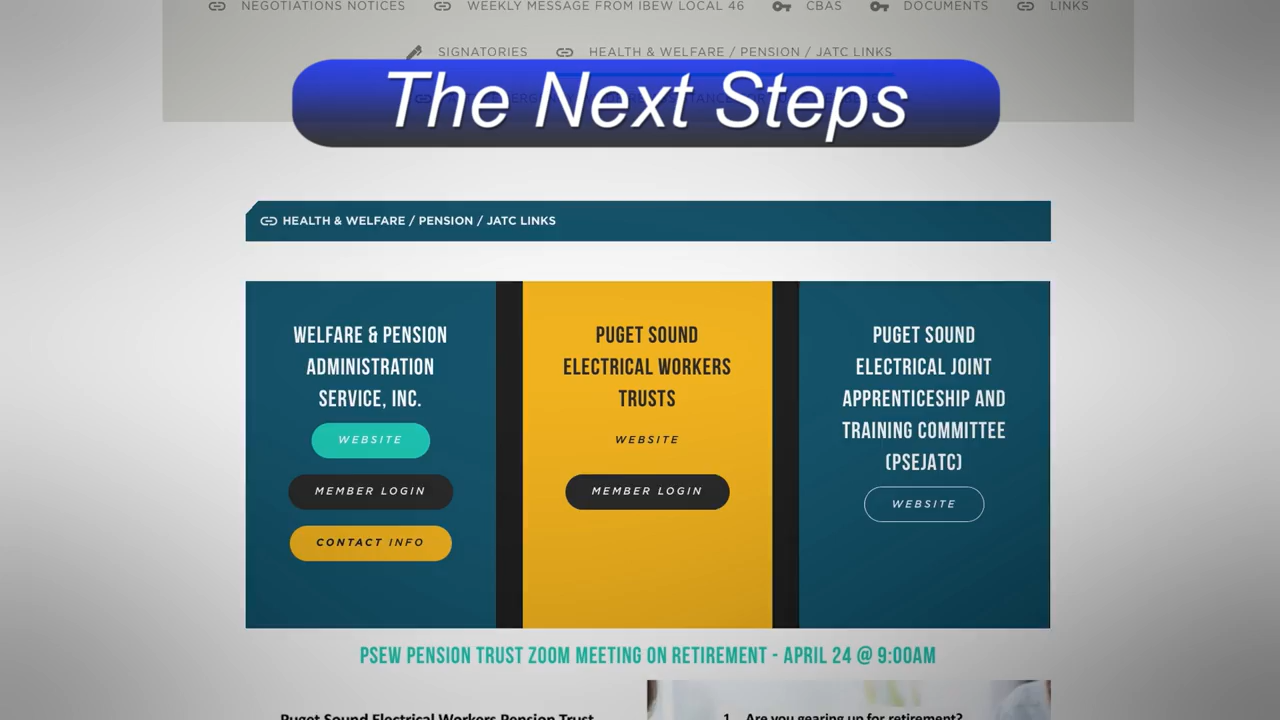 NEGOTIATIONS NOTICES WEEKLY MESSAGE FROM IBEW LOCAL 46 CBAS DOCUMENTS LINKS
SIGNATORIES HEALTH & WELFARE / PENSION / JATC LINKS
The Next Steps
HEALTH & WELFARE / PENSION / JATC LINKS
WELFARE & PENSION
ADMINISTRATION
SERVICE, INC.
WEBSITE
MEMBER LOGIN
CONTACT INFO
PUGET SOUND
ELECTRICAL WORKERS
TRUSTS
WEBSITE
MEMBER LOGIN
PUGET SOUND
ELECTRICAL JOINT
APPRENTICESHIP AND
TRAINING COMMITTEE
(PSEJATC)
WEBSITE
PSEW PENSION TRUST ZOOM MEETING ON RETIREMENT - APRIL 24 @ 9:00AM
Puget Sound Electrical Workers Pension Trust
1. Are you gearing up for retirement?